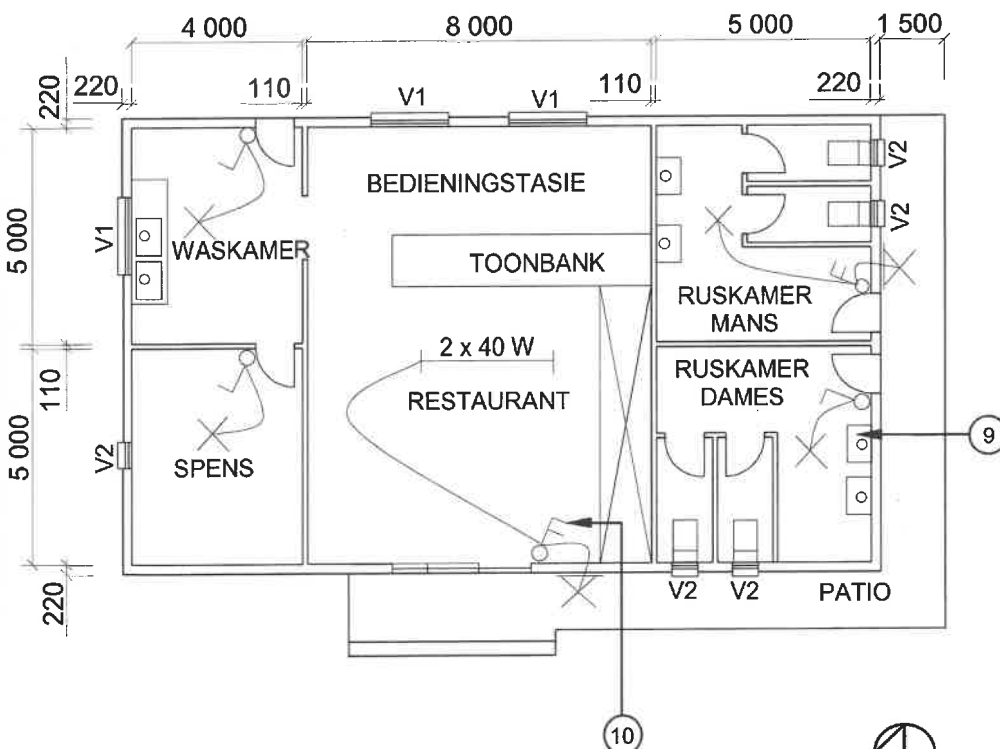 4 000
8 000
5 000
1 500
220
220
110
110
220
V1
V1
5 000
V1
BEDIENINGSTASIE
V2
V2
WASKAMER
TOONBANK
RUSKAMER
MANS
110
2 x 40 W
RUSKAMER
DAMES
RESTAURANT
5 000
V2
SPENS
9
220
V2
V2
PATIO
10